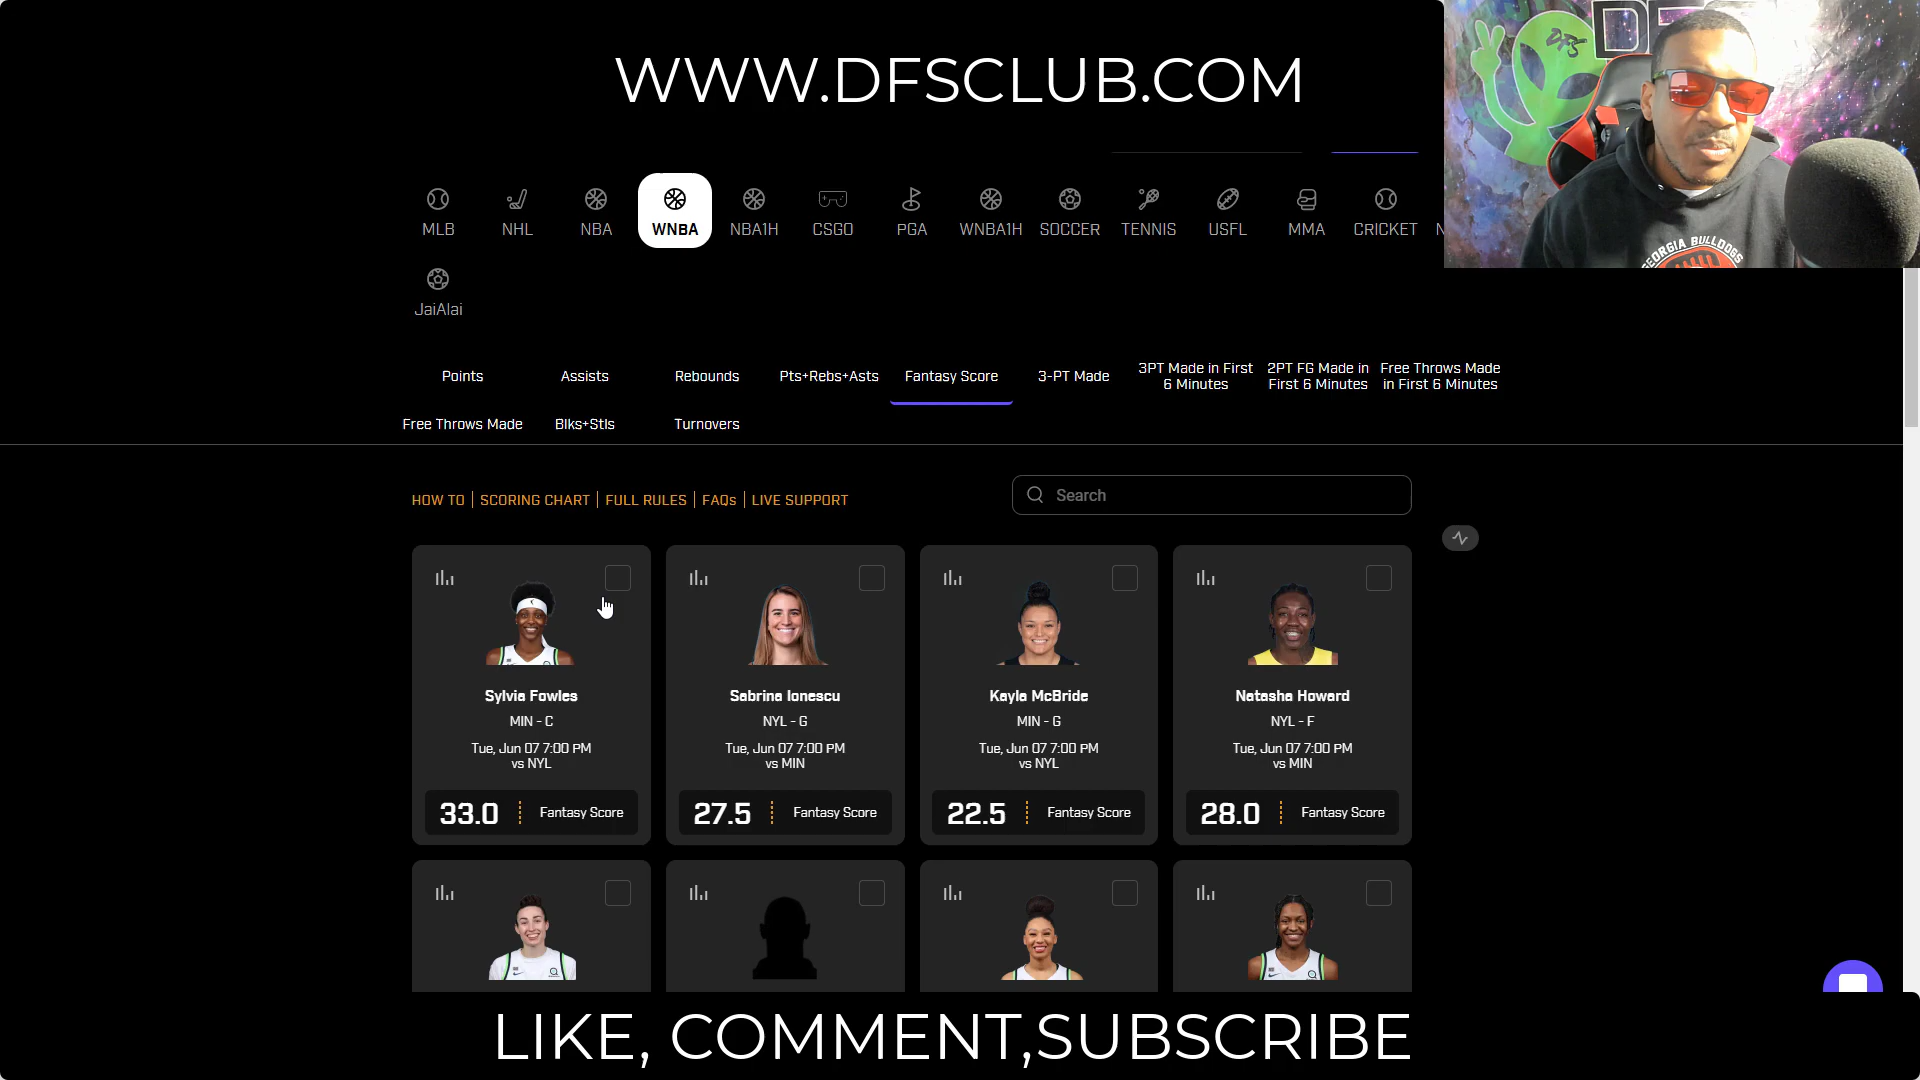 WWW.DFSCLUB.COM
DFS
MLB
NHL
NBA
WNBA
NBA1H
CSGO
PGA
WNBA1H
SOCCER
TENNIS
USFL
MMA
CRICKET
JaiAlai
GEORGIA BULLDOGS
Points
Assists
Rebounds
Pts+Rebs+Asts
Fantasy Score
3-PT Made
3PT Made in First
6 Minutes
2PT FG Made in
First 6 Minutes
Free Throws Made
in First 6 Minutes
Free Throws Made
Blks+Stls
Turnovers
HOW TO | SCORING CHART | FULL RULES | FAQs | LIVE SUPPORT
Search
Sylvia Fowles
MIN - C
Tue, Jun 07 7:00 PM
vs NYL
33.0 Fantasy Score
Sabrina Ionescu
NYL - G
Tue, Jun 07 7:00 PM
vs MIN
27.5 Fantasy Score
Kayla McBride
MIN - G
Tue, Jun 07 7:00 PM
vs NYL
22.5 Fantasy Score
Natasha Howard
NYL - F
Tue, Jun 07 7:00 PM
vs MIN
28.0 Fantasy Score
LIKE, COMMENT,SUBSCRIBE